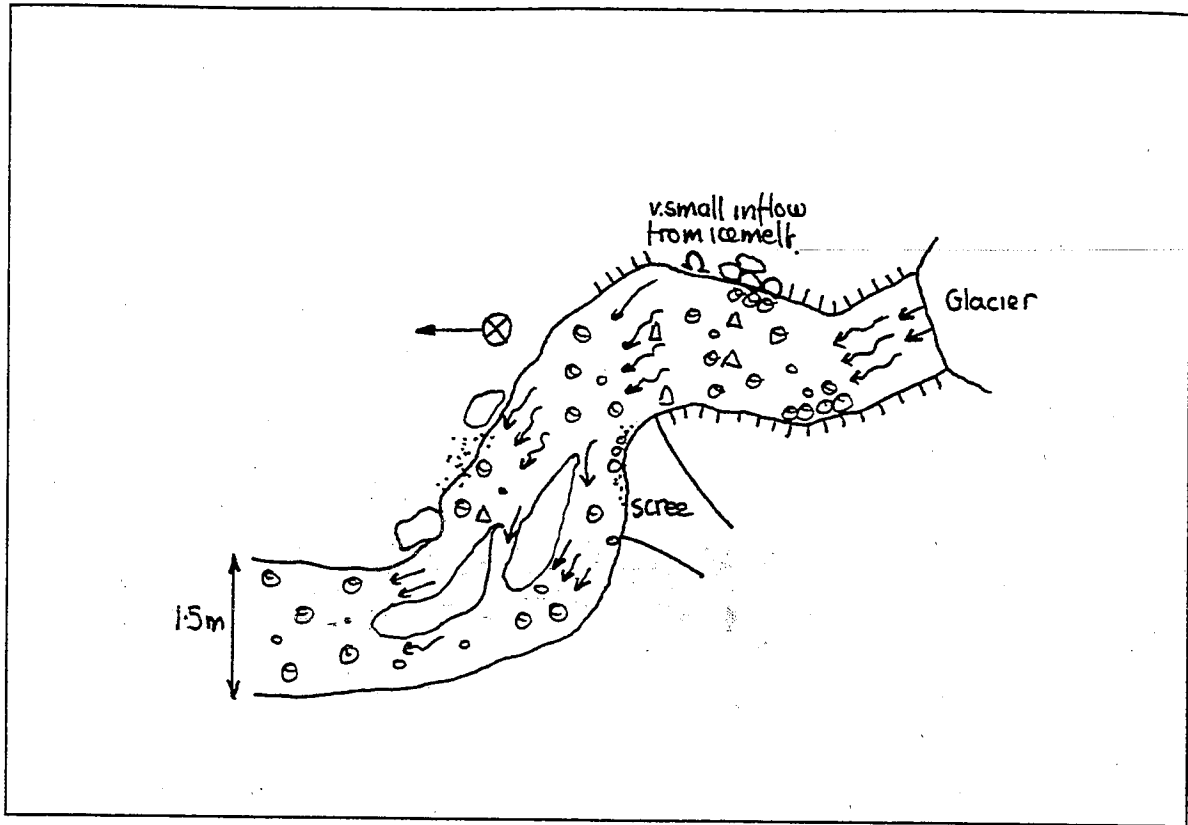 v.small inflow
from icemelt.
Glacier
scree
1.5m